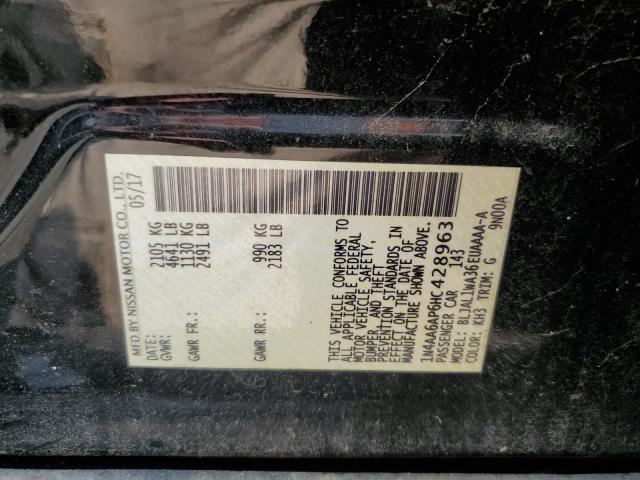 MFD BY NISSAN MOTOR CO., LTD.
DATE: 05/17
GVWR: 2105 KG
4641 LB
GAWR FR: 1130 KG
2491 LB
GAWR RR: 990 KG
2183 LB
THIS VEHICLE CONFORMS TO
ALL APPLICABLE FEDERAL
MOTOR VEHICLE SAFETY,
BUMPER AND THEFT
PREVENTION STANDARDS IN
EFFECT ON THE DATE OF
MANUFACTURE SHOWN ABOVE.
1N4AA6AP6HC428963
PASSENGER CAR 143
MODEL: BLJALIWA36EUAAAA-A
COLOR: KH3 TRIM: G 9N00A